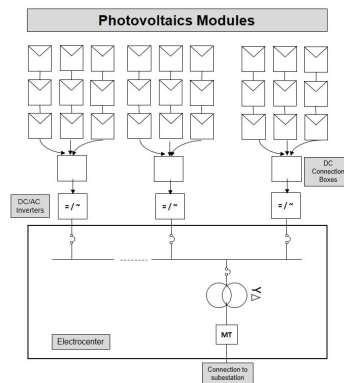 Photovoltaics Modules
DC
Connection
Boxes
DC/AC
Inverters
= / ~
= / ~
= / ~
Y
Δ
MT
Electrocenter
Connection to
substation